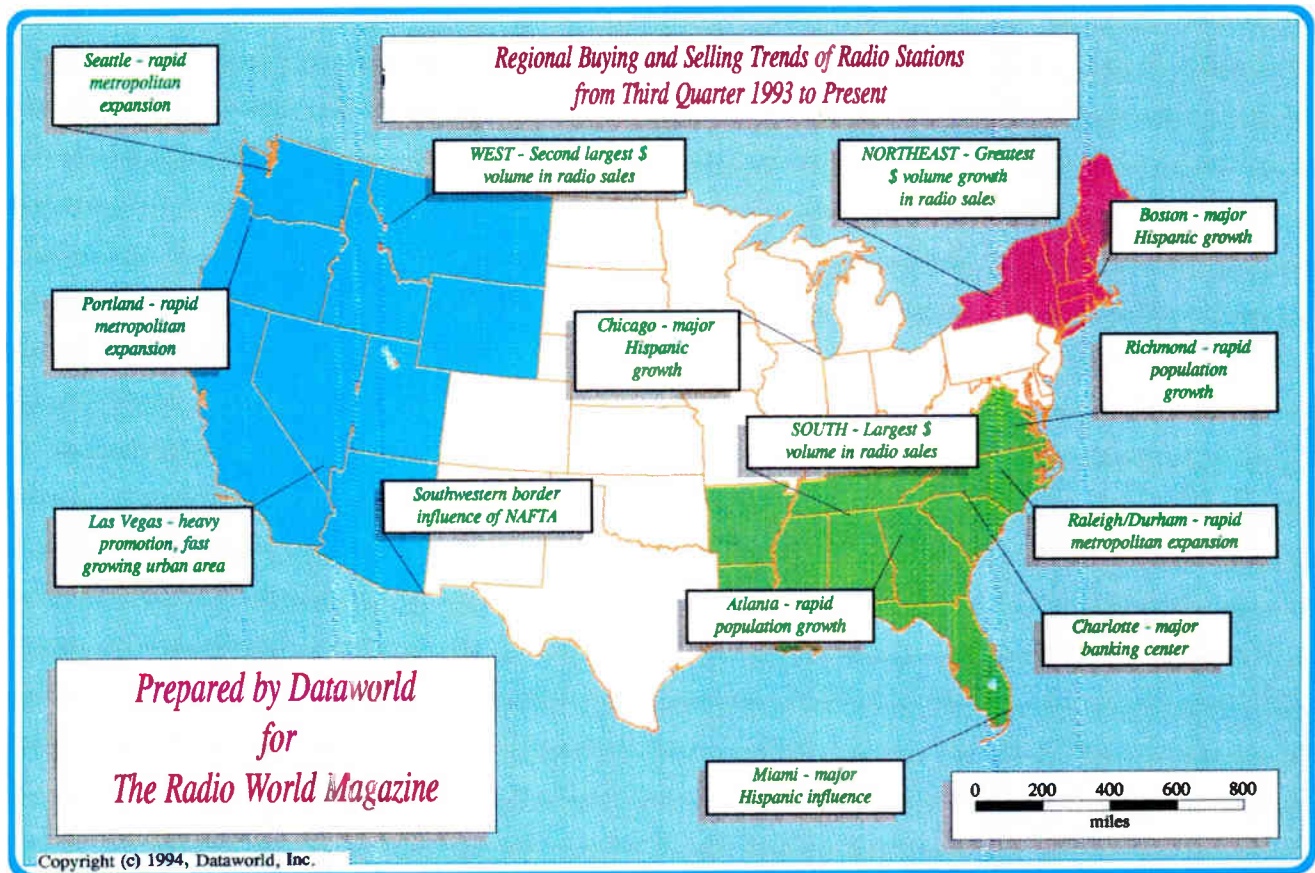 Regional Buying and Selling Trends of Radio Stations
from Third Quarter 1993 to Present
Seattle - rapid
metropolitan
expansion
WEST - Second largest $
volume in radio sales
NORTHEAST - Greatest
$ volume growth
in radio sales
Boston - major
Hispanic growth
Portland - rapid
metropolitan
expansion
Chicago - major
Hispanic
growth
Richmond - rapid
population
growth
SOUTH - Largest $
volume in radio sales
Southwestern border
influence of NAFTA
Las Vegas - heavy
promotion, fast
growing urban area
Raleigh/Durham - rapid
metropolitan expansion
Atlanta - rapid
population growth
Charlotte - major
banking center
Prepared by Dataworld
for
The Radio World Magazine
Miami - major
Hispanic influence
0 200 400 600 800
miles
Copyright (c) 1994, Dataworld, Inc.